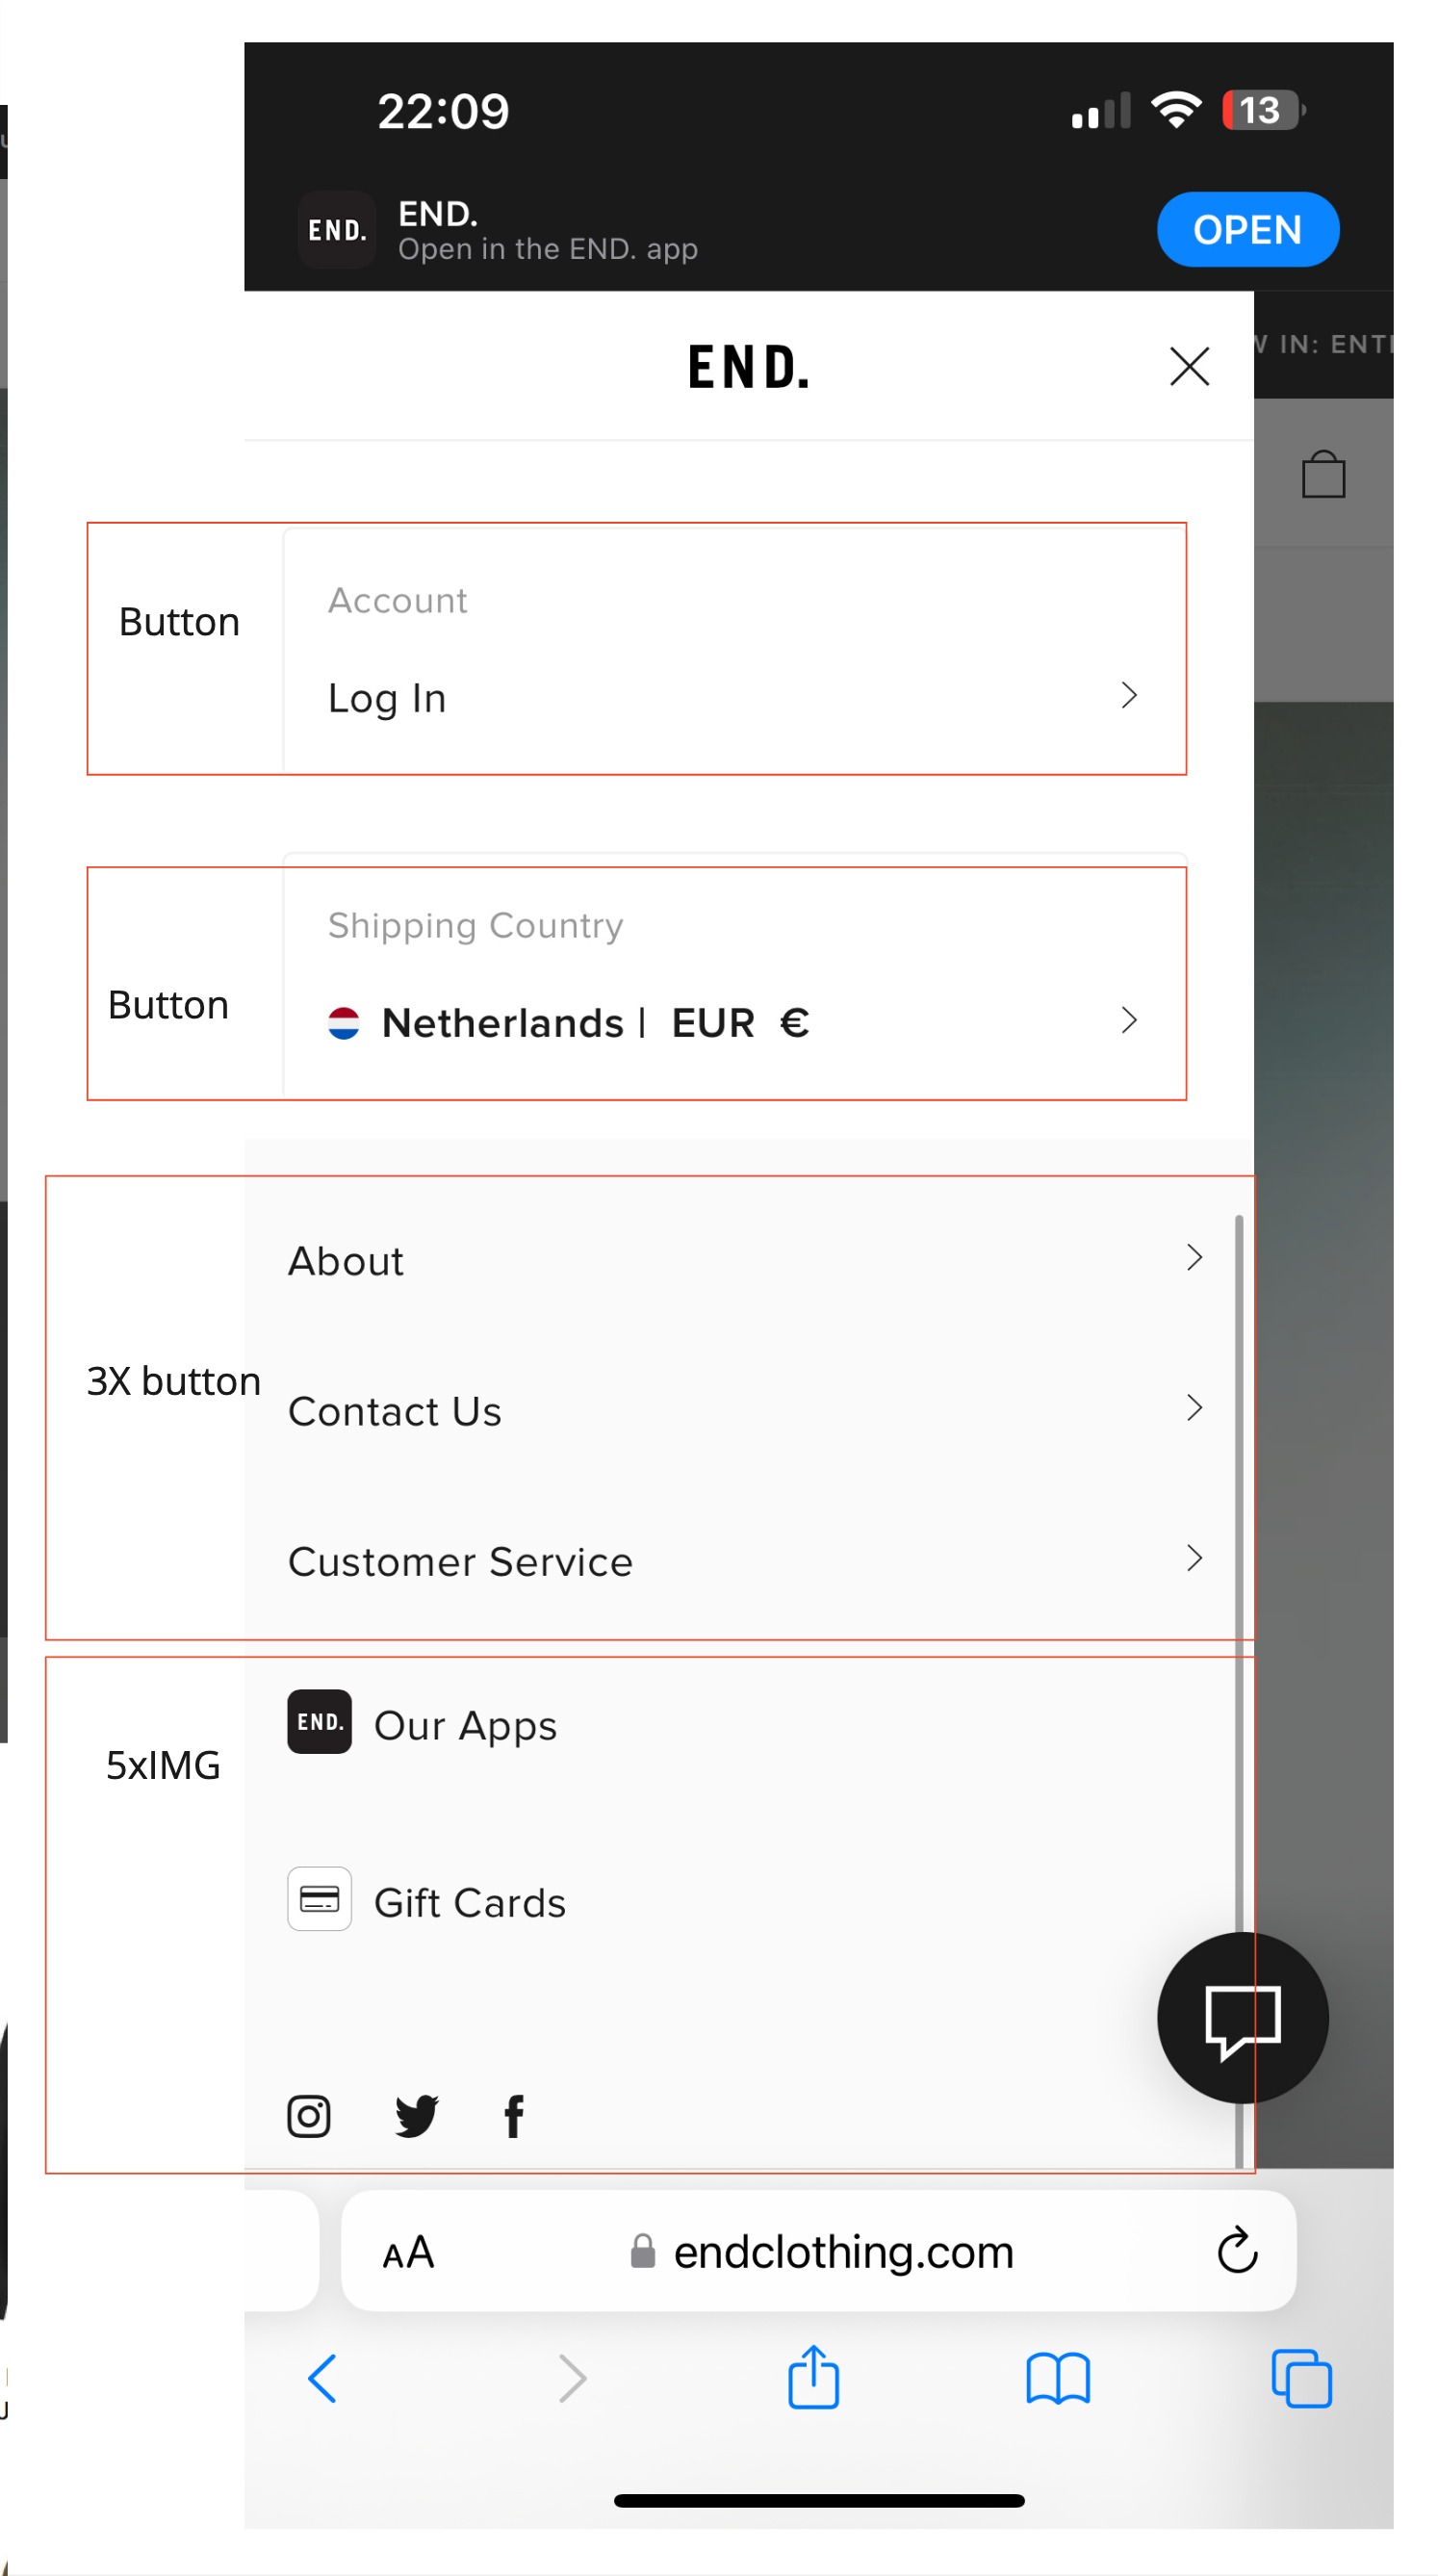 22:09
13
END.
END.
Open in the END. app
OPEN
END.
IN: ENT
Button
Account
Log In
Button
Shipping Country
Netherlands | EUR €
3X button
About
Contact Us
Customer Service
5xIMG
END.
Our Apps
Gift Cards
AA
endclothing.com